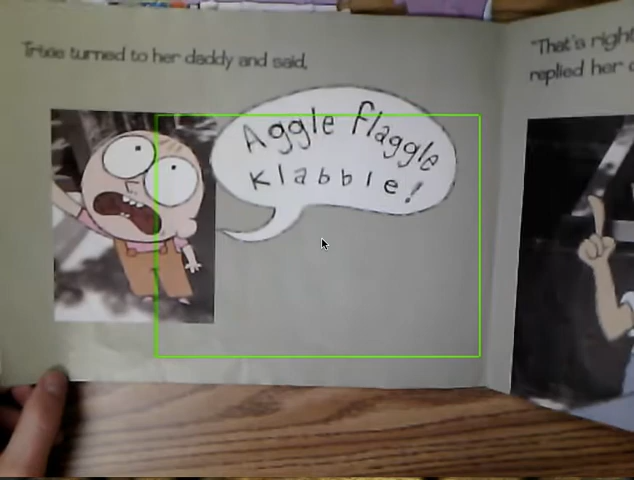 Trixie turned to her daddy and said,
Aggle flaggle
klabble!
"That's right
replied her